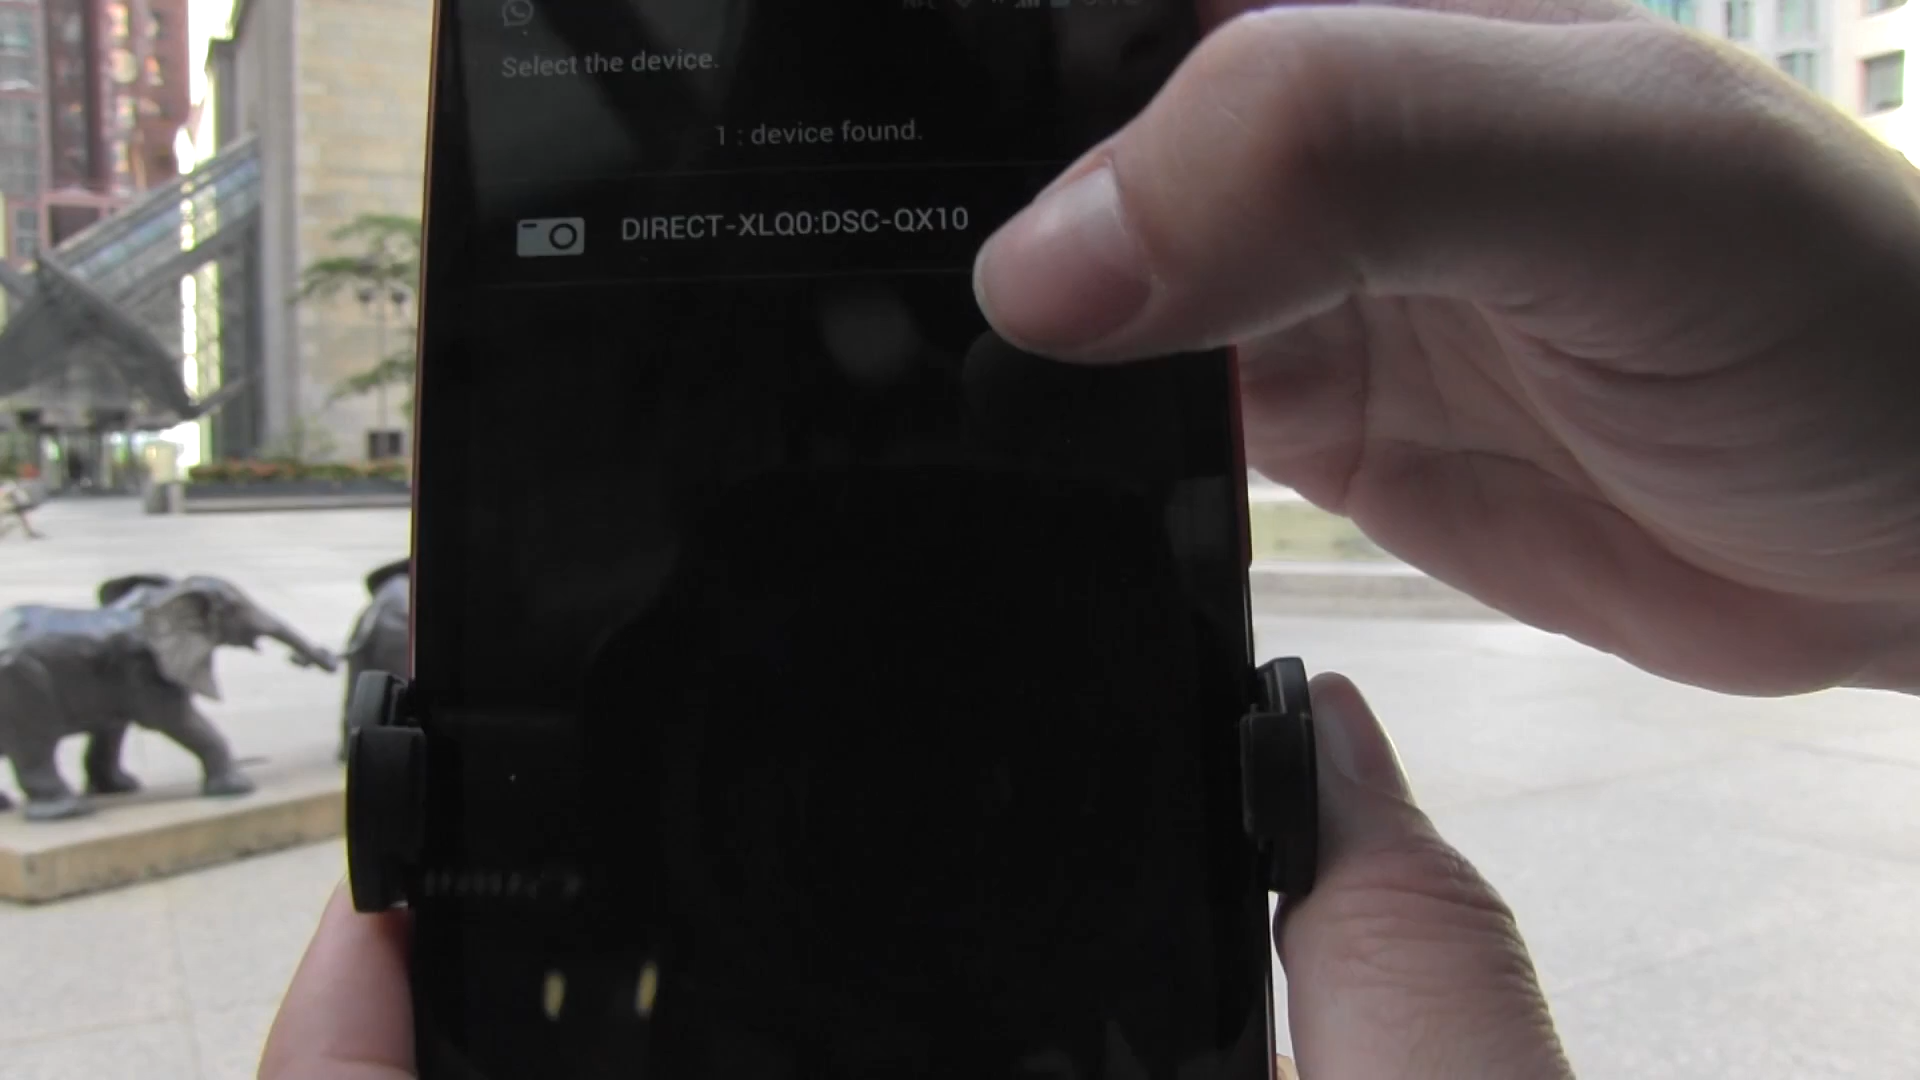 Select the device.
1 : device found.
DIRECT-XLQ0:DSC-QX10